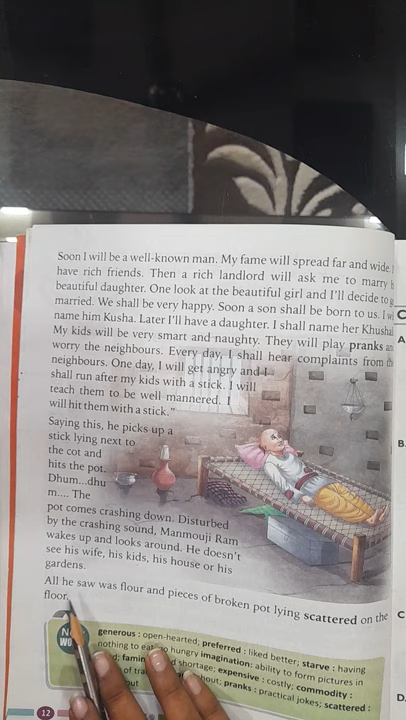 Soon I will be a well-known man. My fame will spread far and wide I
have rich friends. Then a rich landlord will ask me to marry
beautiful daughter. One look at the beautiful girl and I'll decide to
married. We shall be very happy. Soon a son shall be born to us. I
name him Kusha. Later I'll have a daughter. I shall name her Khushal
My kids will be very smart and naughty. They will play pranks
worry the neighbours. Every day, I shall hear complaints from
neighbours. One day, I will get angry and I
shall run after my kids with a stick. I will
teach them to be well mannered. I
will hit them with a stick."
Saying this, he picks up a
stick lying next to
the cot and
hits the pot.
Dhum...dhu
m.... The
pot comes crashing down. Disturbed
by the crashing sound, Manmouji Ram
wakes up and looks around. He doesn't
see his wife, his kids, his house or his
gardens.
All he saw was flour and pieces of broken pot lying scattered on the
floor.
generous : open-hearted; preferred : liked better; starve : having
nothing to hungry imagination: ability to form pictures in
shortage; expensive : costly; commodity :
of pranks : practical jokes; scattered :
12
C
A
B.
C
D.